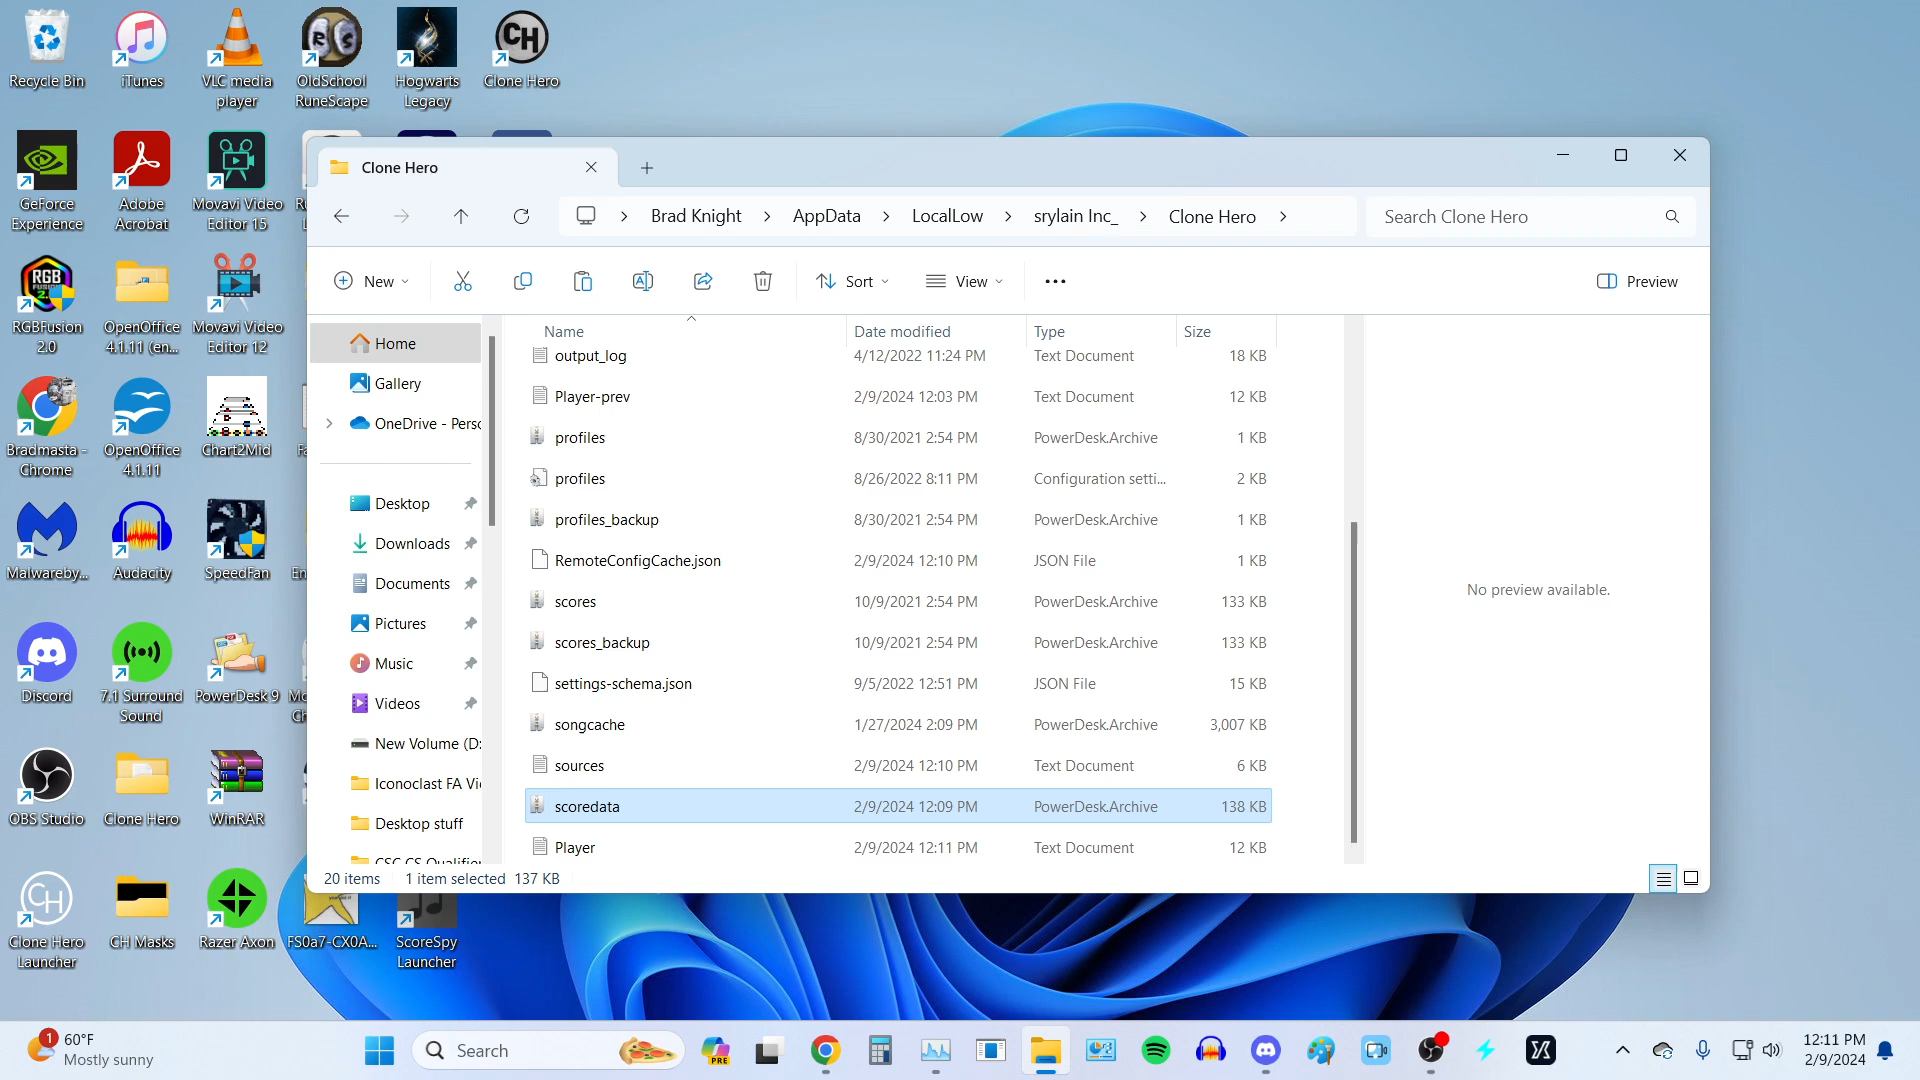 Recycle Bin
iTunes
VLC media
player
OldSchool
RuneScape
Hogwarts
Legacy
CH
Clone Hero
GeForce
Experience
Adobe
Acrobat
Movavi Video
Editor 15
RGB
FUSION
2.0
RGBFusion
2.0
OpenOffice
4.1.11 (en...
Movavi Video
Editor 12
Bradmasta -
Chrome
OpenOffice
4.1.11
Chart2Mid
Malwareby...
Audacity
SpeedFan
Discord
7.1 Surround
Sound
PowerDesk 9
OBS Studio
Clone Hero
WinRAR
CH
Clone Hero
Launcher
CH Masks
Razer Axon
FS0a7-CX0A...
ScoreSpy
Launcher
Clone Hero
Brad Knight
AppData
LocalLow
srylain Inc_
Clone Hero
Search Clone Hero
New
Sort
View
Preview
Home
Gallery
OneDrive - Perso
Desktop
Downloads
Documents
Pictures
Music
Videos
New Volume (D:
Iconoclast FA Vi
Desktop stuff
CSC CS Qualifier
Name Date modified Type Size
output_log 4/12/2022 11:24 PM Text Document 18 KB
Player-prev 2/9/2024 12:03 PM Text Document 12 KB
profiles 8/30/2021 2:54 PM PowerDesk.Archive 1 KB
profiles 8/26/2022 8:11 PM Configuration setti... 2 KB
profiles_backup 8/30/2021 2:54 PM PowerDesk.Archive 1 KB
RemoteConfigCache.json 2/9/2024 12:10 PM JSON File 1 KB
scores 10/9/2021 2:54 PM PowerDesk.Archive 133 KB
scores_backup 10/9/2021 2:54 PM PowerDesk.Archive 133 KB
settings-schema.json 9/5/2022 12:51 PM JSON File 15 KB
songcache 1/27/2024 2:09 PM PowerDesk.Archive 3,007 KB
sources 2/9/2024 12:10 PM Text Document 6 KB
scoredata 2/9/2024 12:09 PM PowerDesk.Archive 138 KB
Player 2/9/2024 12:11 PM Text Document 12 KB
No preview available.
20 items 1 item selected 137 KB
1
60°F
Mostly sunny
Search
PRE
12:11 PM
2/9/2024